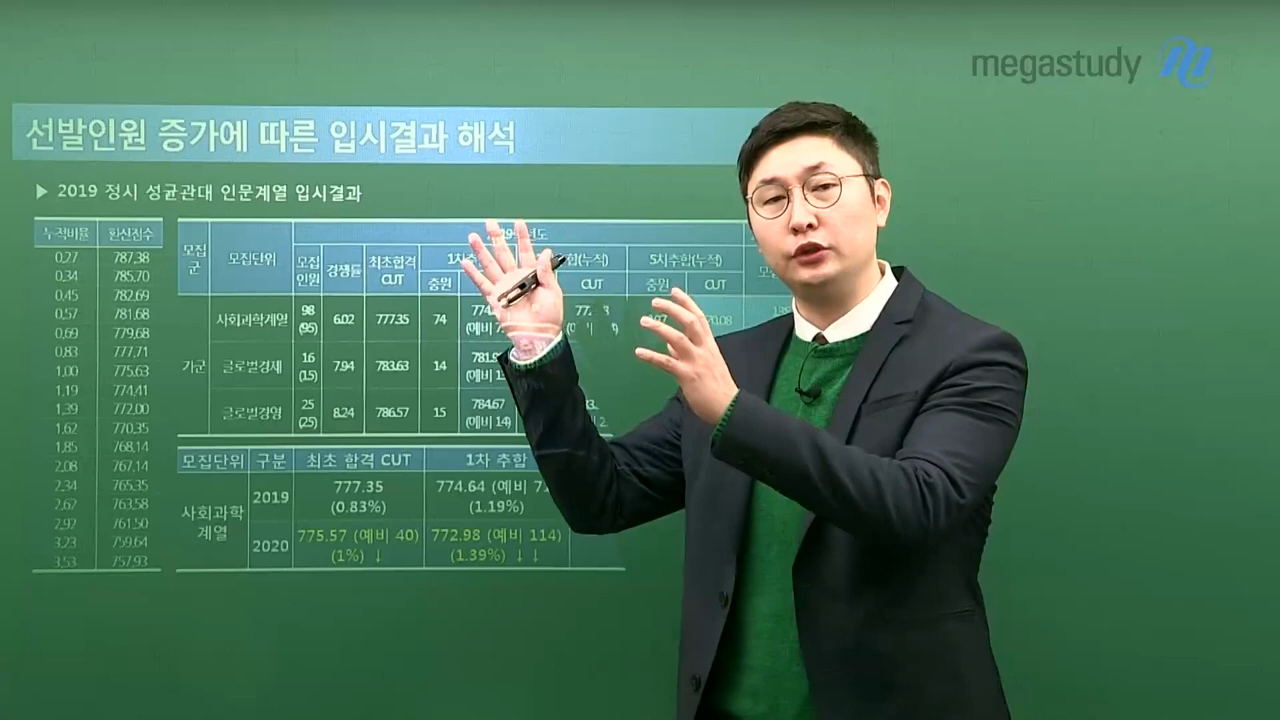 megastudy
선발인원 증가에 따른 입시결과 해석
▶ 2019 정시 성균관대 인문계열 입시결과
누적비율 환산점수
0.27 787.38
0.34 785.70
0.45 782.69
0.57 781.68
0.69 779.68
0.83 777.71
1.00 775.63
1.19 774.41
1.39 772.00
1.62 770.35
1.85 768.14
2.08 767.14
2.34 765.35
2.67 763.58
2.92 761.50
3.23 759.64
3.53 757.93
모집군 모집단위 모집인원 경쟁률 최초합격 CUT
충원 CUT 충원 CUT
5차추합(누적)
가군
사회과학계열 98 (95) 6.02 777.35 74
글로벌경제 16 (15) 7.94 783.63 14
글로벌경영 25 (25) 8.24 786.57 15 784.67 (예비 14)
모집단위 구분 최초 합격 CUT 1차 추합
사회과학계열
2019 777.35 (0.83%) 774.64 (1.19%)
2020 775.57 (예비 40) (1%) ↓ 772.98 (예비 114) (1.39%) ↓ ↓